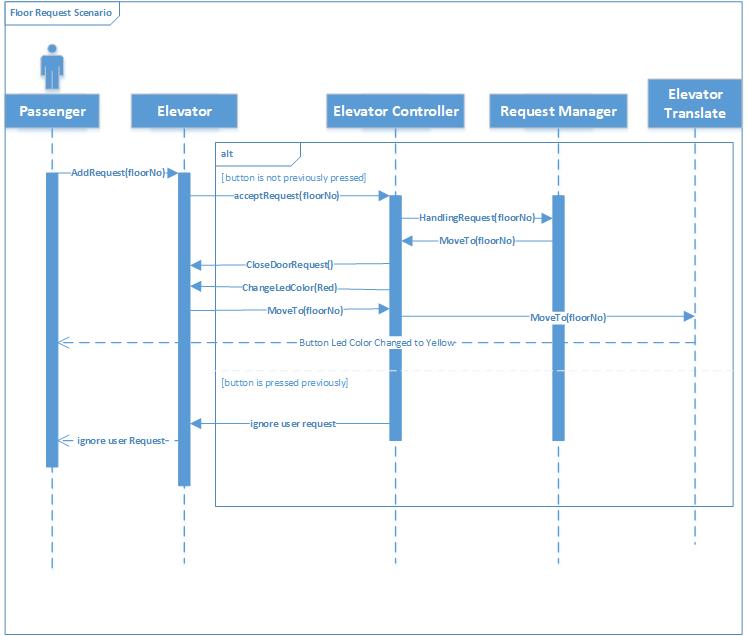 Floor Request Scenario
Passenger
Elevator
Elevator Controller
Request Manager
Elevator
Translate
alt
[button is not previously pressed]
AddRequest(floorNo)
acceptRequest(floorNo)
HandlingRequest(floorNo)
MoveTo(floorNo)
CloseDoorRequest()
ChangeLedColor(Red)
MoveTo(floorNo)
MoveTo(floorNo)
Button Led Color Changed to Yellow
[button is pressed previously]
ignore user request
ignore user Request